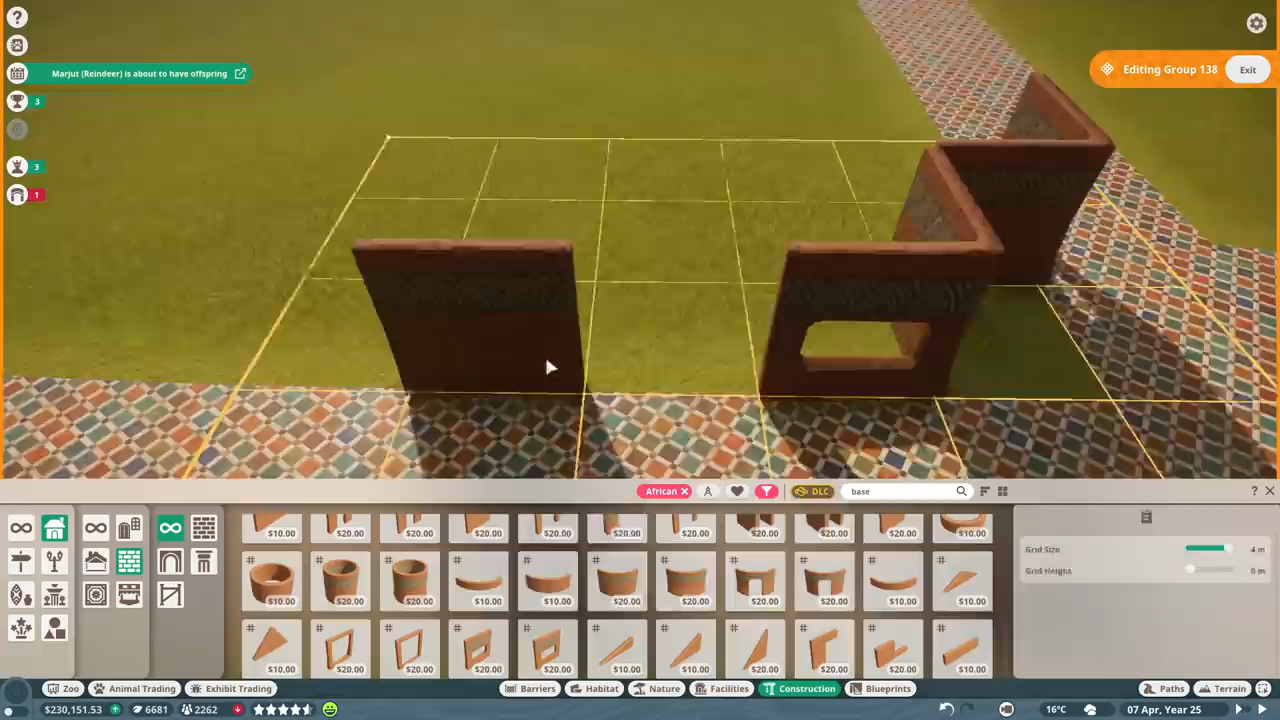 ?
Marjut (Reindeer) is about to have offspring
3
3
1
Editing Group 138 Exit
African × DLC base
? ×
$10.00 $20.00 $20.00 $20.00 $20.00 $20.00 $20.00 $20.00 $20.00 $20.00 $10.00
# $10.00 # $20.00 # $20.00 # $10.00 # $10.00 # $20.00 # $20.00 # $20.00 # $20.00 # $10.00 # $10.00
# $10.00 # $20.00 # $20.00 # $20.00 # $20.00 # $10.00 # $10.00 # $20.00 # $20.00 # $20.00 # $10.00
Grid Size 4 m
Grid Height 0 m
Zoo Animal Trading Exhibit Trading Barriers Habitat Nature Facilities Construction Blueprints Paths Terrain
$230,151.53 6681 2262 16°C 07 Apr, Year 25